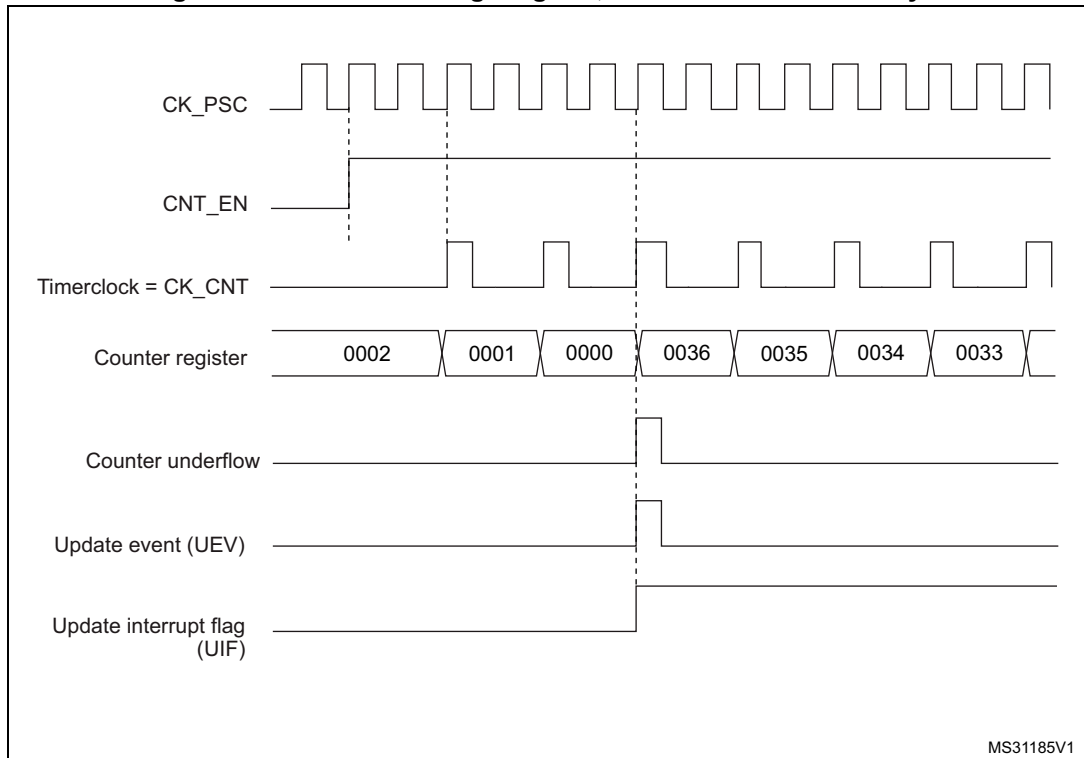 CK_PSC
CNT_EN
Timerclock = CK_CNT
Counter register 0002 0001 0000 0036 0035 0034 0033
Counter underflow
Update event (UEV)
Update interrupt flag
(UIF)
MS31185V1